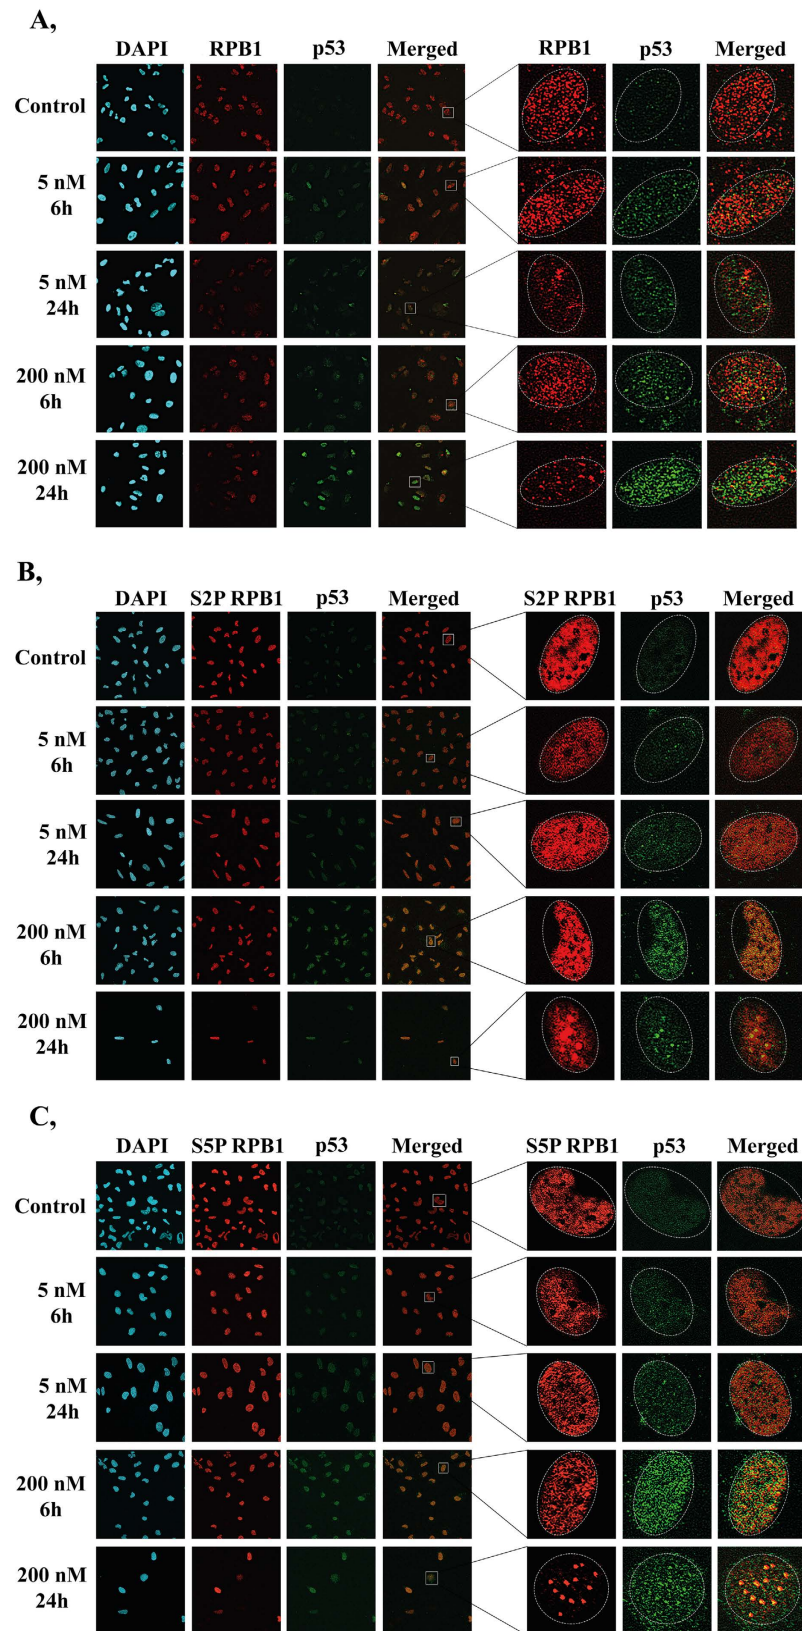 A,
DAPI RPB1 p53 Merged RPB1 p53 Merged
Control
5 nM
6h
5 nM
24h
200 nM
6h
200 nM
24h
B,
DAPI S2P RPB1 p53 Merged S2P RPB1 p53 Merged
Control
5 nM
6h
5 nM
24h
200 nM
6h
200 nM
24h
C,
DAPI S5P RPB1 p53 Merged S5P RPB1 p53 Merged
Control
5 nM
6h
5 nM
24h
200 nM
6h
200 nM
24h